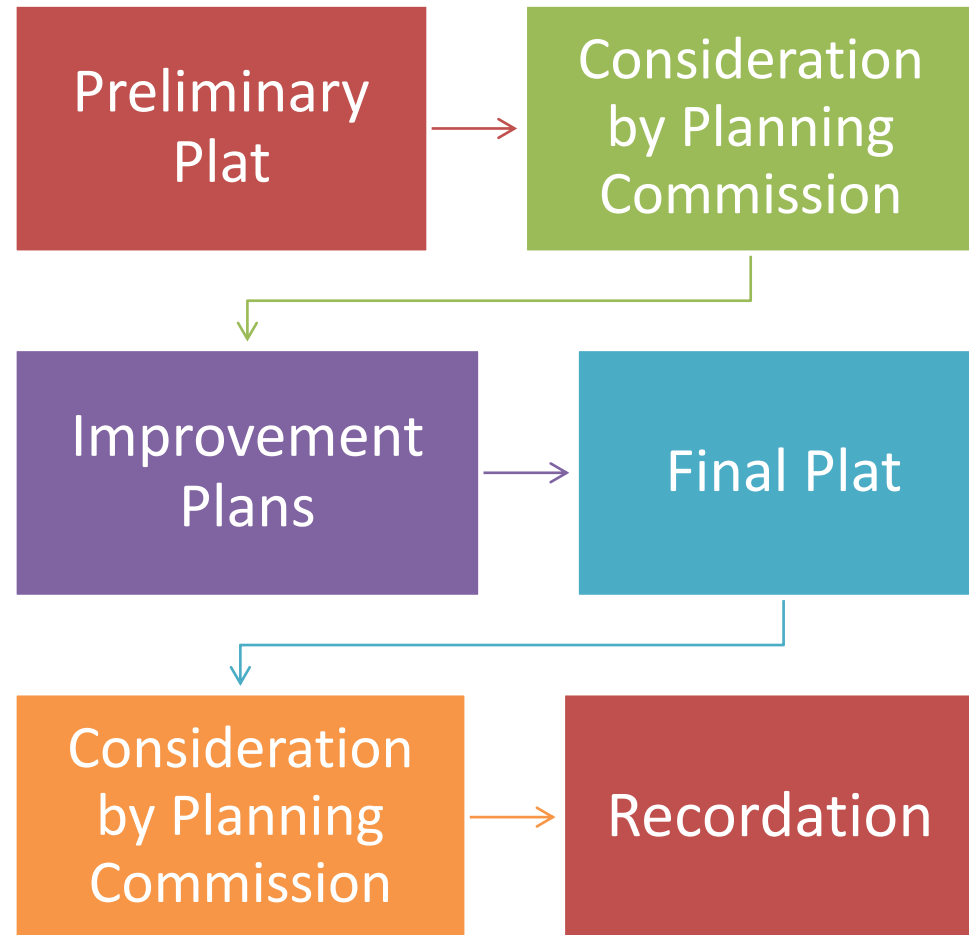 Preliminary
Plat
Consideration
by Planning
Commission
Improvement
Plans
Final Plat
Consideration
by Planning
Commission
Recordation